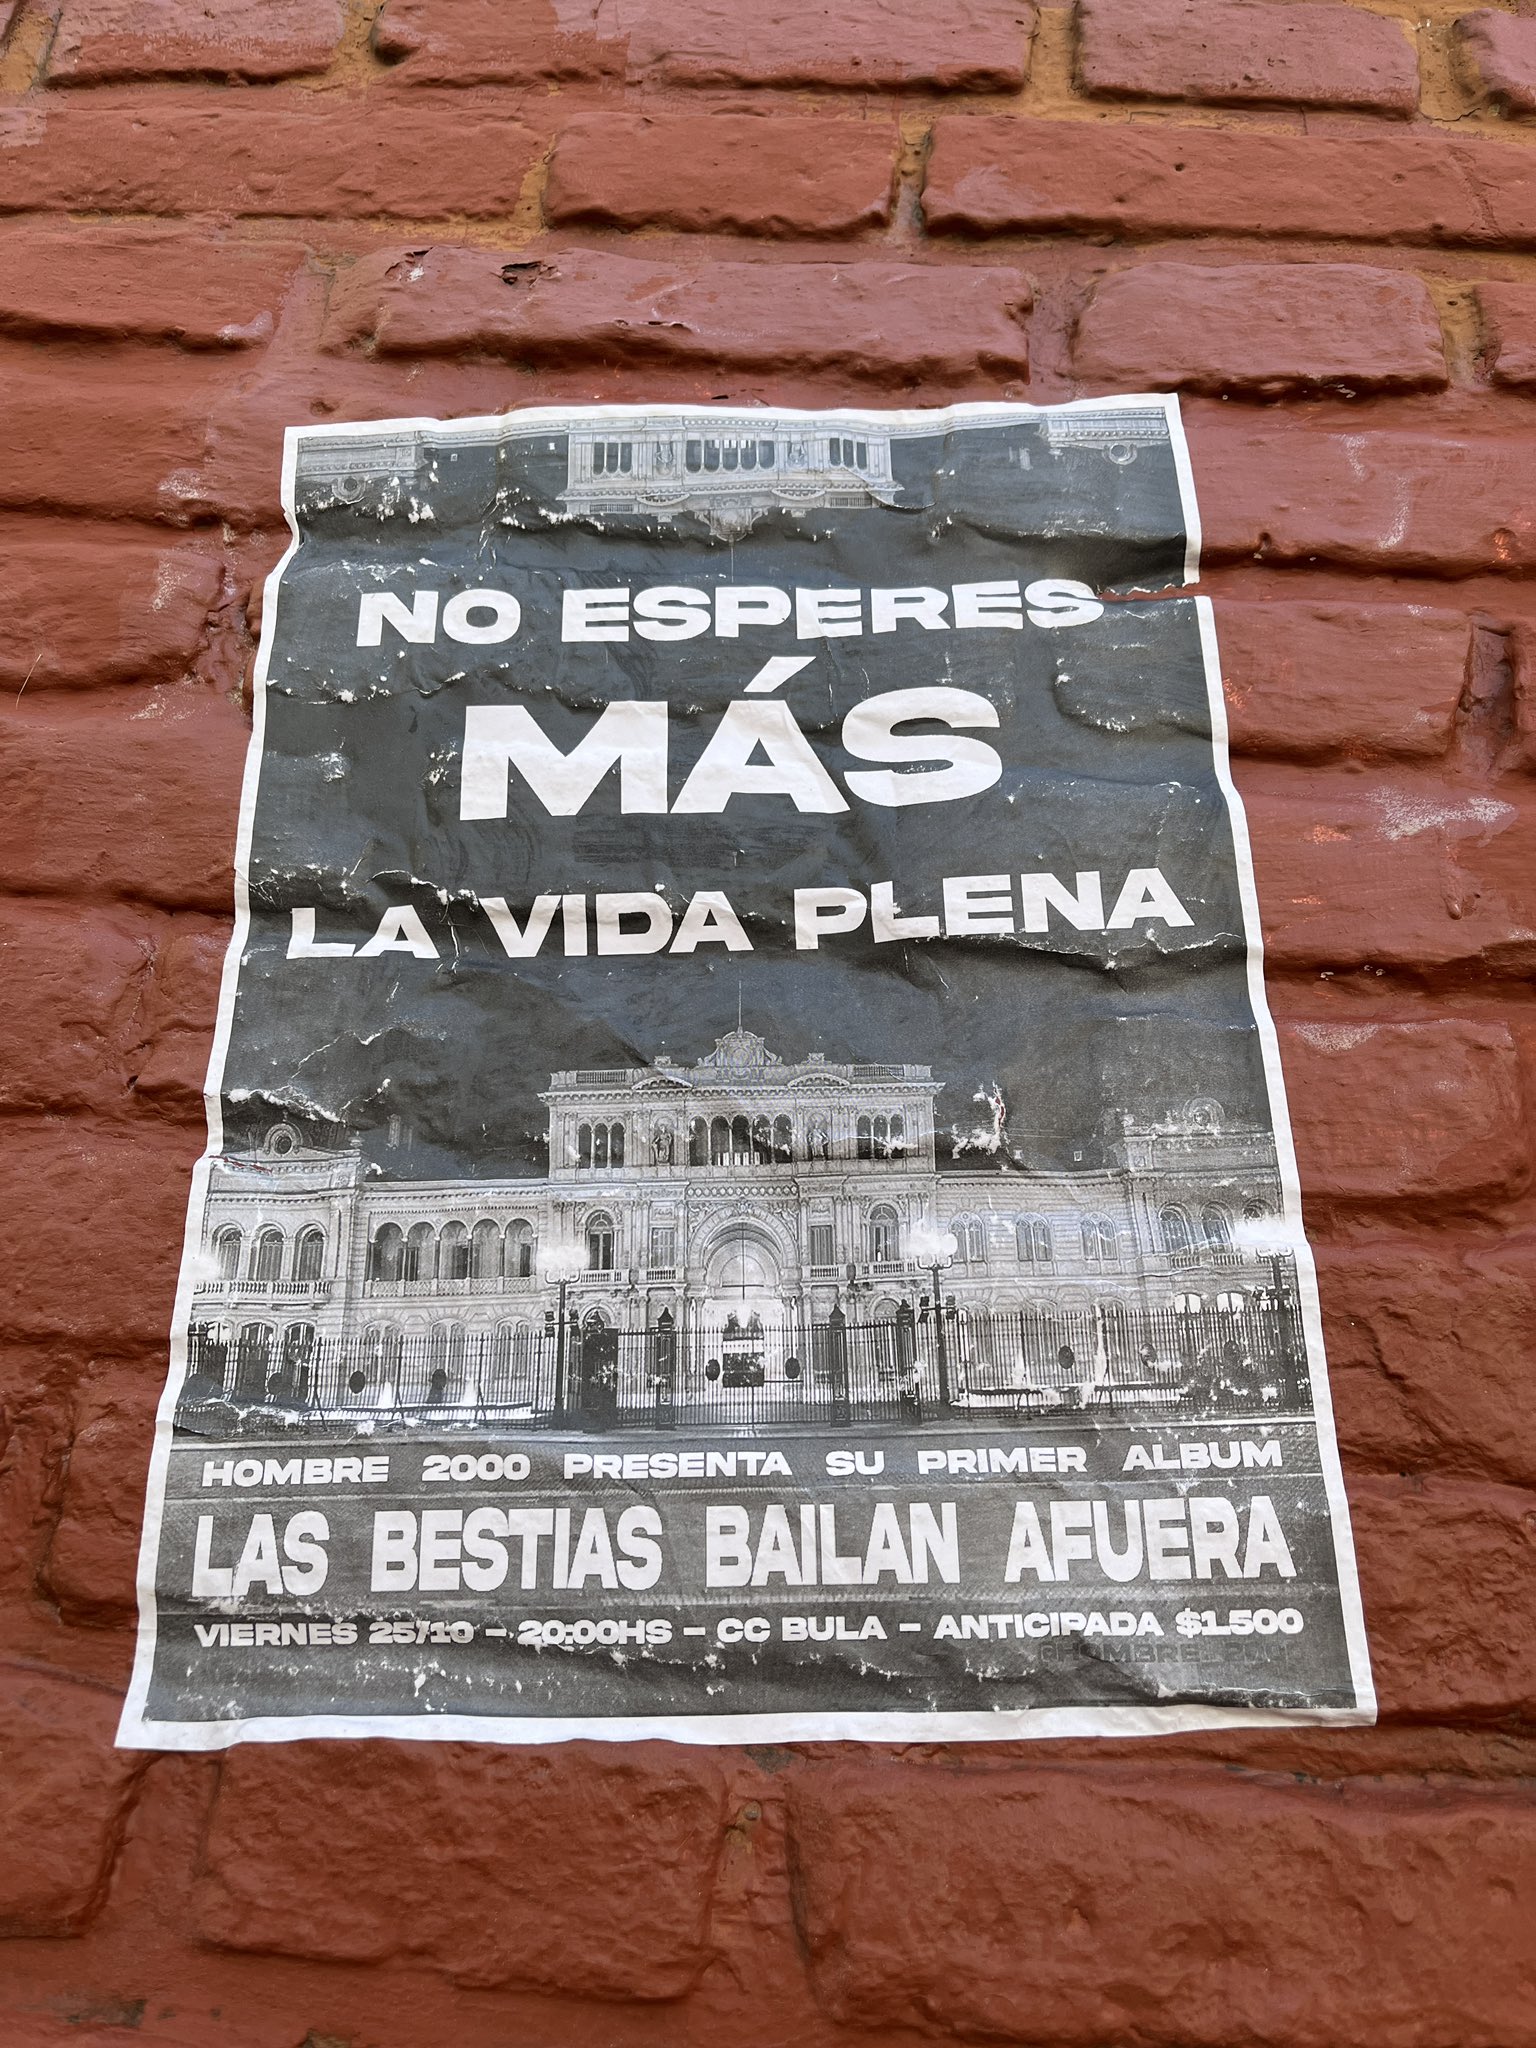 NO ESPERES
MÁS
LA VIDA PLENA
HOMBRE 2000 PRESENTA SU PRIMER ALBUM
LAS BESTIAS BAILAN AFUERA
VIERNES 25/10 - 20:00HS - CC BULA - ANTICIPADA $1.500